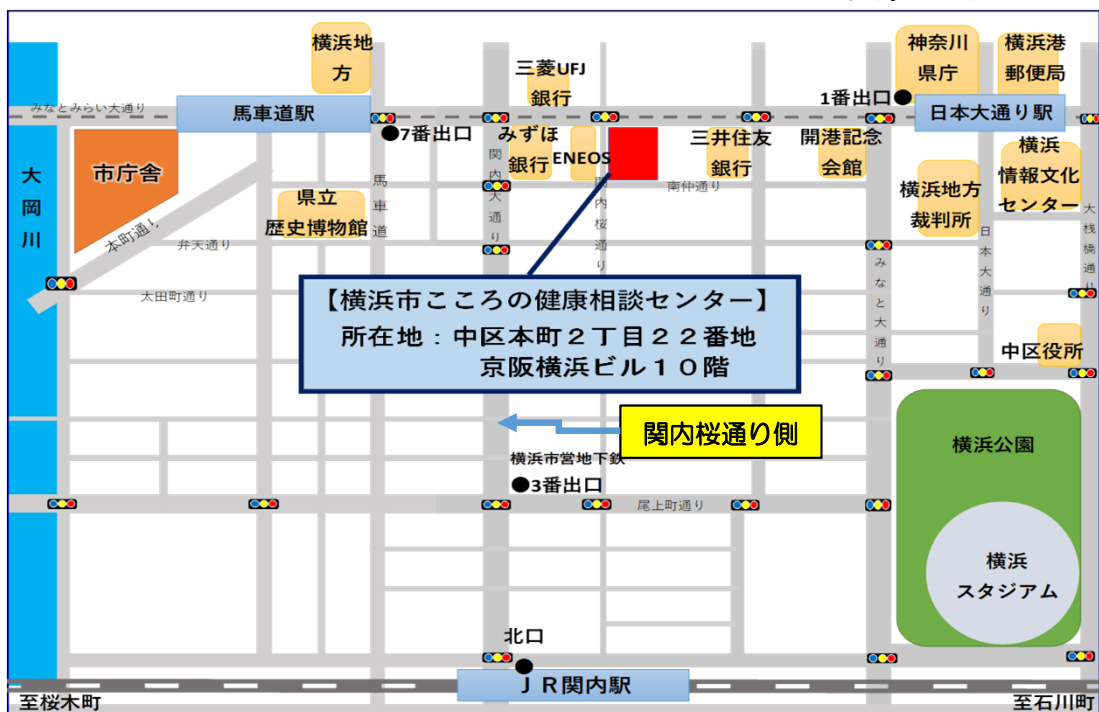 横浜地
方
神奈川
県庁
横浜港
郵便局
三菱UFJ
銀行
1番出口
みなとみらい大通り
馬車道駅
日本大通り駅
7番出口
みずほ
銀行
ENEOS
三井住友
銀行
開港記念
会館
横浜
情報文化
センター
市庁舎
大岡川
県立
歴史博物館
馬車道
関内大通り
関内桜通り
南仲通り
横浜地方
裁判所
本町通り
弁天通り
太田町通り
みなと大通り
日本大通り
大桟橋通り
【横浜市こころの健康相談センター】
所在地：中区本町２丁目２２番地
京阪横浜ビル１０階
中区役所
関内桜通り側
横浜公園
横浜市営地下鉄
3番出口
尾上町通り
横浜
スタジアム
北口
ＪＲ関内駅
至桜木町
至石川町